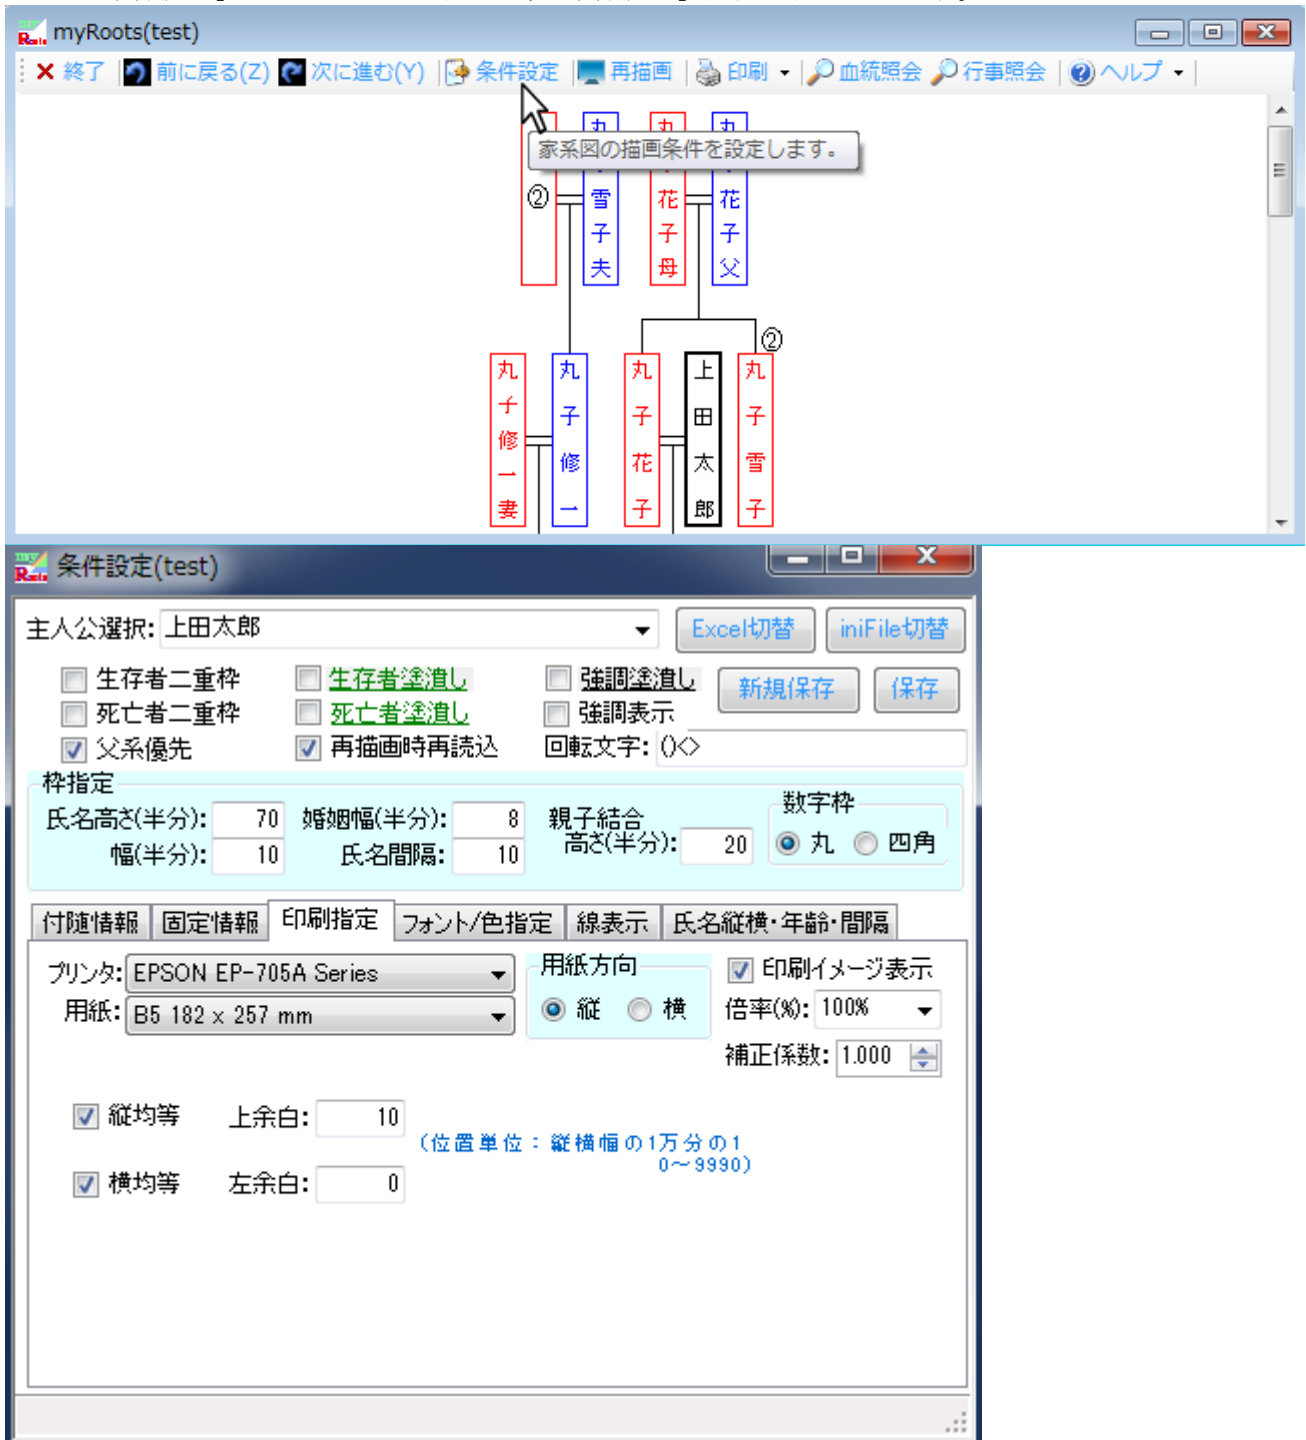 myRoots(test)
終了 前に戻る(Z) 次に進む(Y) 条件設定 再描画 印刷 血統照会 行事照会 ヘルプ
家系図の描画条件を設定します。
②
丸子雪子夫
丸子花子母
丸子花子父
②
丸子修一妻
丸子修一
丸子花子
上田太郎
丸子雪子
条件設定(test)
主人公選択: 上田太郎 Excel切替 iniFile切替
生存者二重枠 生存者塗潰し 強調塗潰し 新規保存 保存
死亡者二重枠 死亡者塗潰し 強調表示
父系優先 再描画時再読込 回転文字: ()<>
枠指定
氏名高さ(半分): 70 婚姻幅(半分): 8 親子結合 高さ(半分): 20 数字枠
幅(半分): 10 氏名間隔: 10 丸 四角
付随情報 固定情報 印刷指定 フォント/色指定 線表示 氏名縦横・年齢・間隔
プリンタ: EPSON EP-705A Series 用紙方向 印刷イメージ表示
用紙: B5 182 x 257 mm 縦 横 倍率(%): 100%
補正係数: 1.000
縦均等 上余白: 10
(位置単位：縦横幅の1万分の1
0～9990)
横均等 左余白: 0